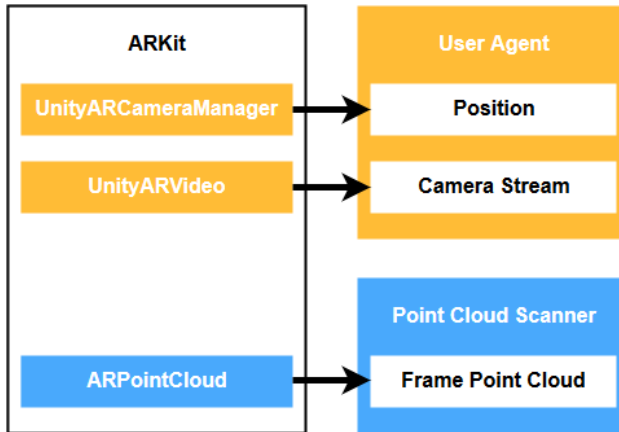 ARKit
UnityARCameraManager
UnityARVideo
ARPointCloud
User Agent
Position
Camera Stream
Point Cloud Scanner
Frame Point Cloud